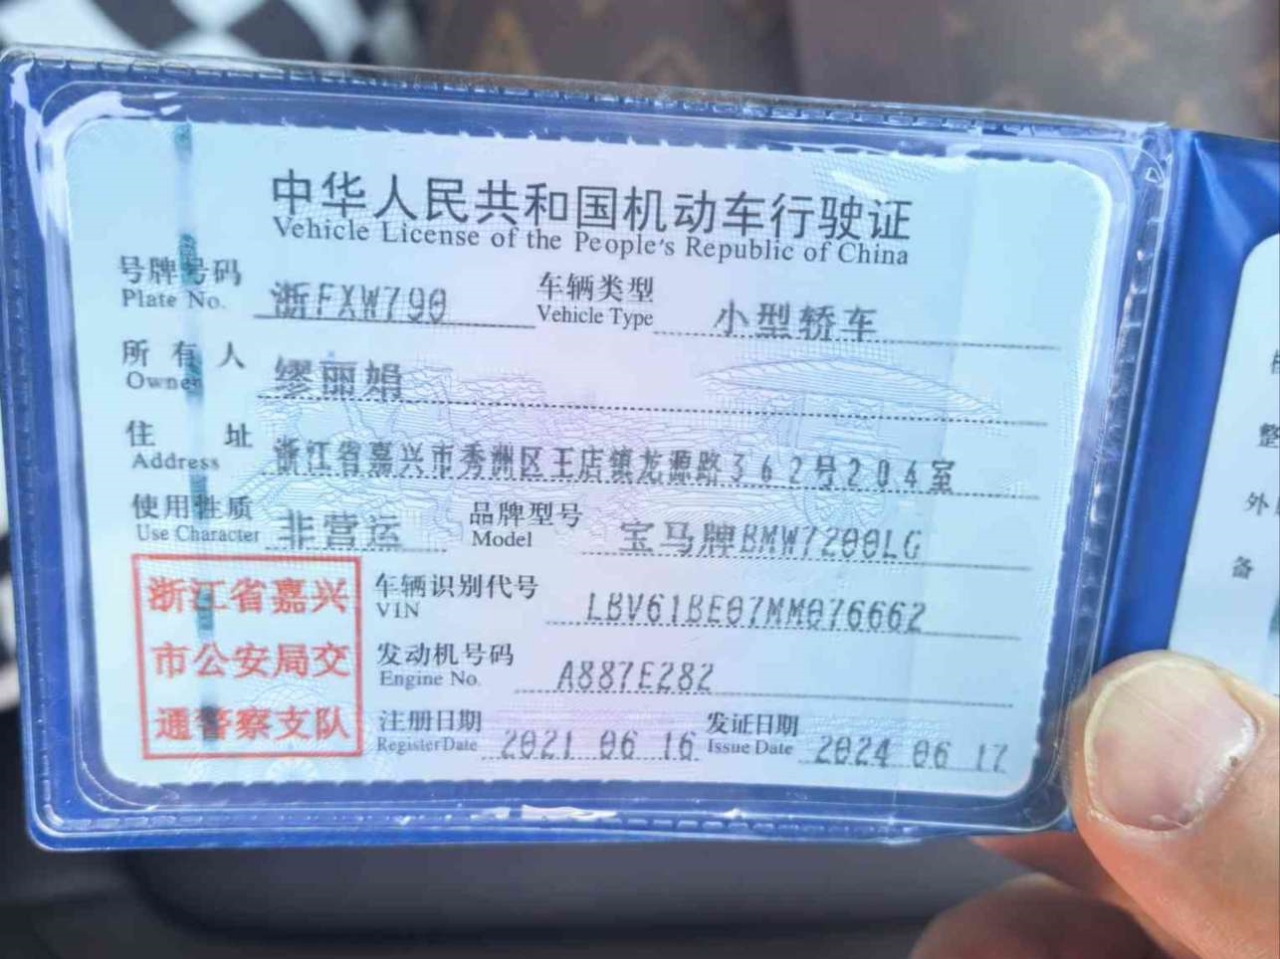 中华人民共和国机动车行驶证
Vehicle License of the People's Republic of China
号牌号码 浙FXW790 车辆类型 小型轿车
Plate No. Vehicle Type
所有人 缪丽娟
Owner
住址 浙江省嘉兴市秀洲区王店镇龙源路362号204室
Address
使用性质 非营运 品牌型号 宝马牌BMW7200LG
Use Character Model
浙江省嘉兴
市公安局交
通警察支队
车辆识别代号 LBV61BE07MM076662
VIN
发动机号码 A887E282
Engine No.
注册日期 2021 06 16 发证日期 2024 06 17
Register Date Issue Date
整
外
备